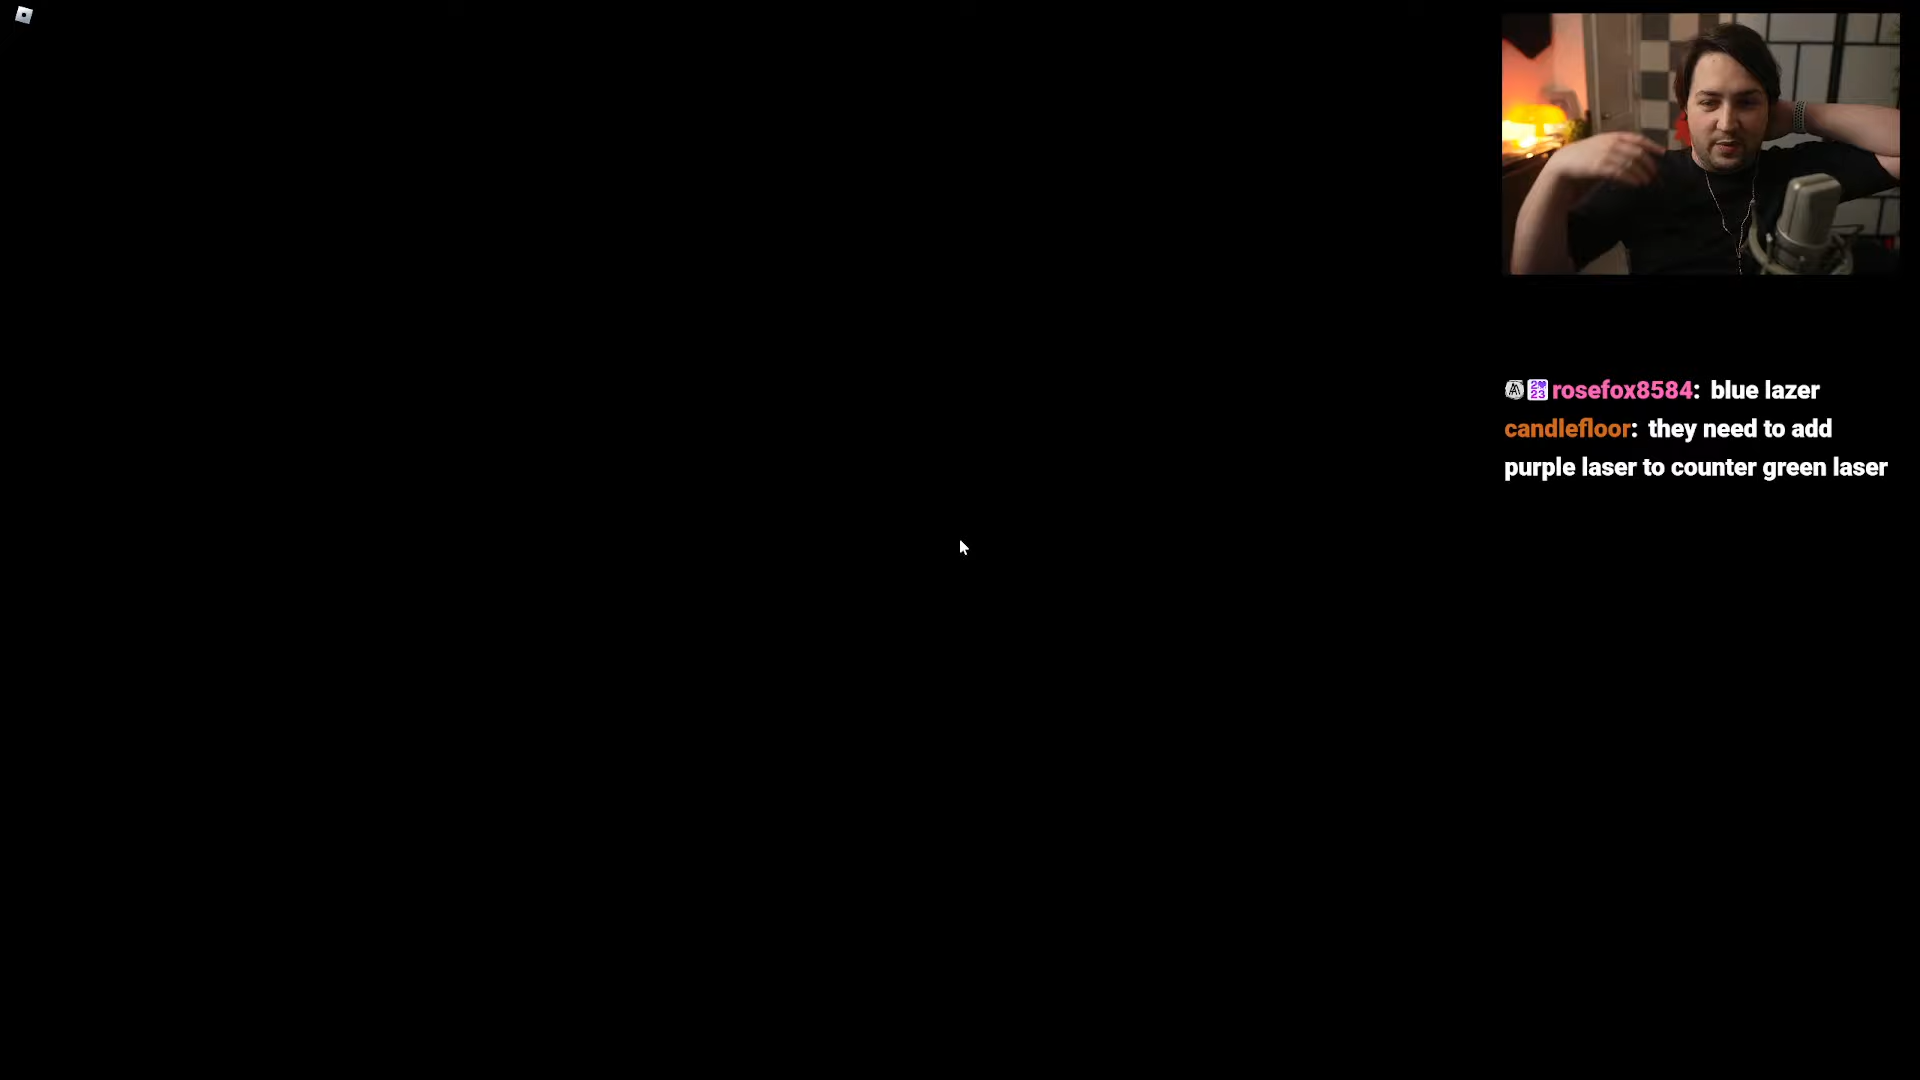 rosefox8584: blue lazer
candlefloor: they need to add
purple laser to counter green laser